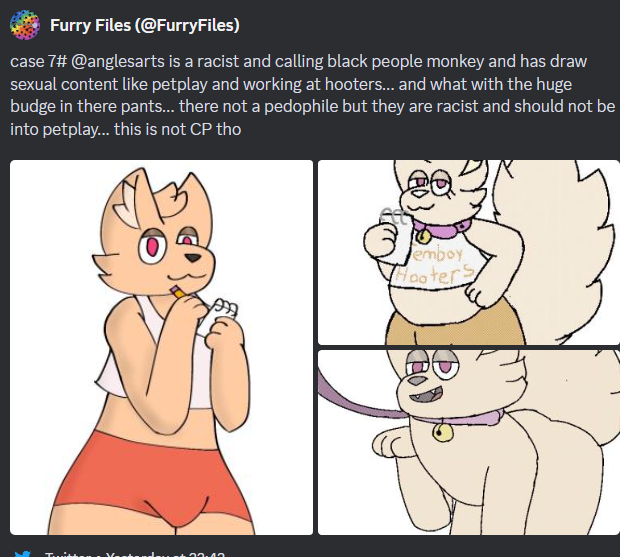 Furry Files (@FurryFiles)
case 7# @anglesarts is a racist and calling black people monkey and has draw
sexual content like petplay and working at hooters... and what with the huge
budge in there pants... there not a pedophile but they are racist and should not be
into petplay... this is not CP tho
emboy
Hooters
Twitter • Yesterday at 22:42